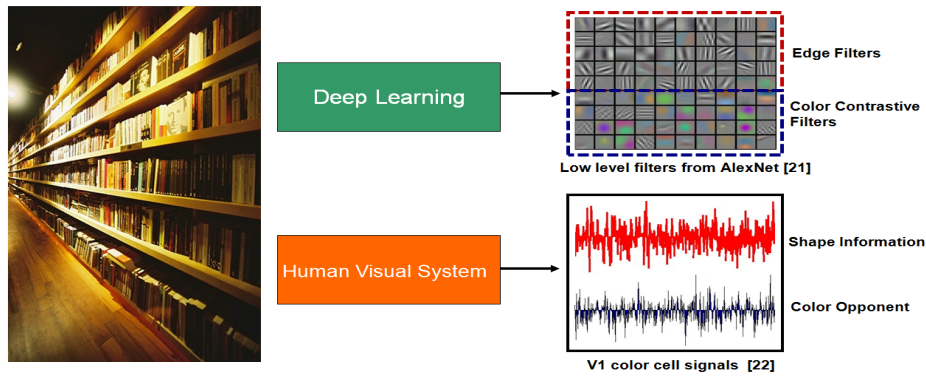 Deep Learning
Edge Filters
Color Contrastive
Filters
Low level filters from AlexNet [21]
Human Visual System
Shape Information
Color Opponent
V1 color cell signals [22]